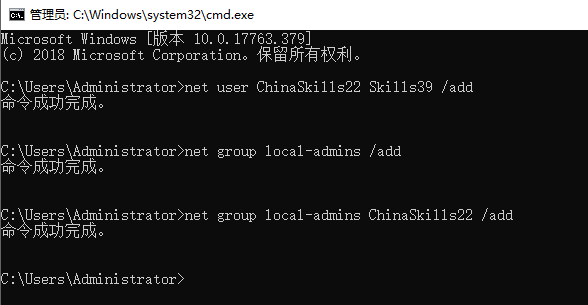 管理员: C:\Windows\system32\cmd.exe
Microsoft Windows [版本 10.0.17763.379]
(c) 2018 Microsoft Corporation。保留所有权利。
C:\Users\Administrator>net user ChinaSkills22 Skills39 /add
命令成功完成。
C:\Users\Administrator>net group local-admins /add
命令成功完成。
C:\Users\Administrator>net group local-admins ChinaSkills22 /add
命令成功完成。
C:\Users\Administrator>